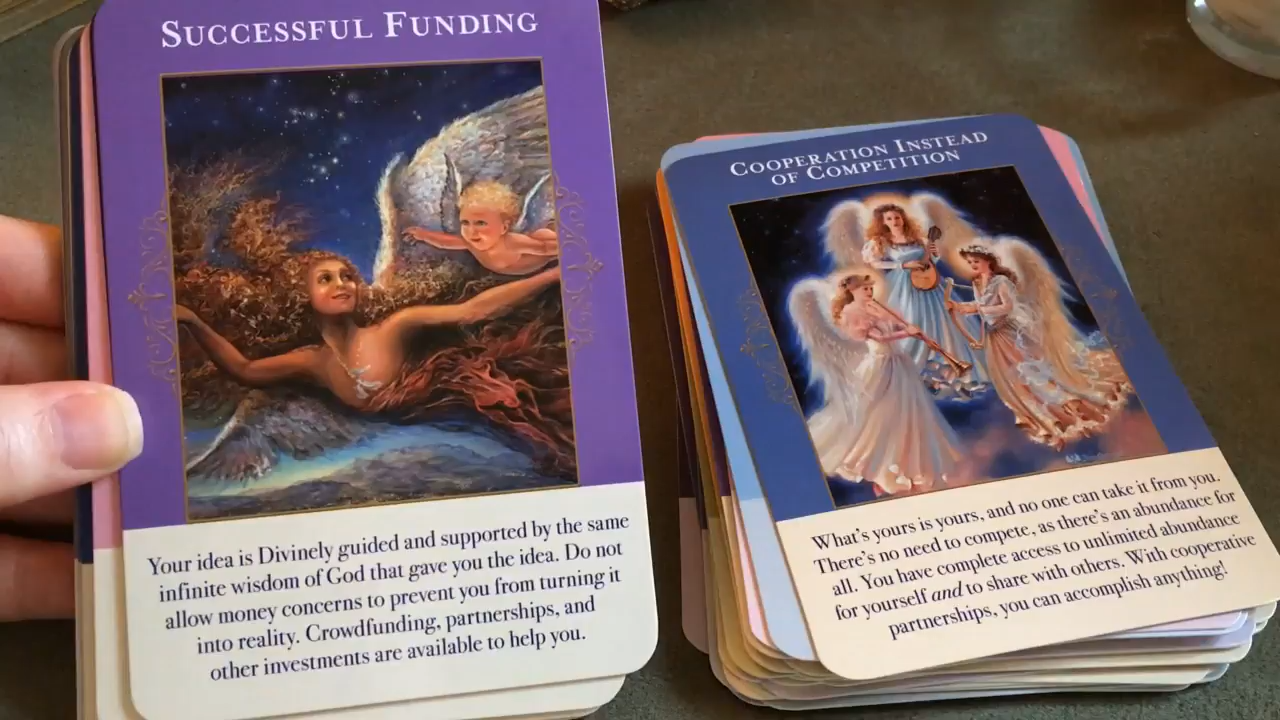 SUCCESSFUL FUNDING
Your idea is Divinely guided and supported by the same
infinite wisdom of God that gave you the idea. Do not
allow money concerns to prevent you from turning it
into reality. Crowdfunding, partnerships, and
other investments are available to help you.
COOPERATION INSTEAD
OF COMPETITION
What's yours is yours, and no one can take it from you.
There's no need to compete, as there's an abundance for
all. You have complete access to unlimited abundance
for yourself and to share with others. With cooperative
partnerships, you can accomplish anything!